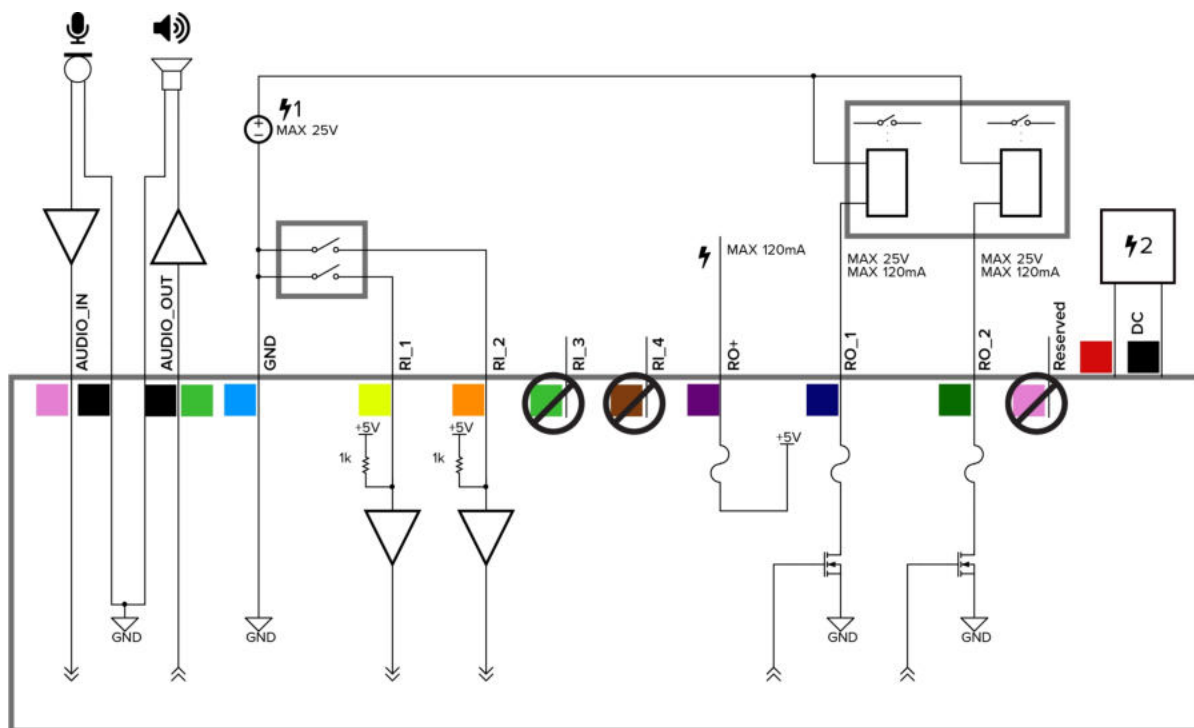 1
MAX 25V
MAX 120mA
MAX 25V
MAX 120mA
MAX 25V
MAX 120mA
2
AUDIO_IN
AUDIO_OUT
GND
RI_1
RI_2
RI_3
RI_4
RO+
RO_1
RO_2
Reserved
DC
+5V
+5V
+5V
1k
1k
GND
GND
GND
GND